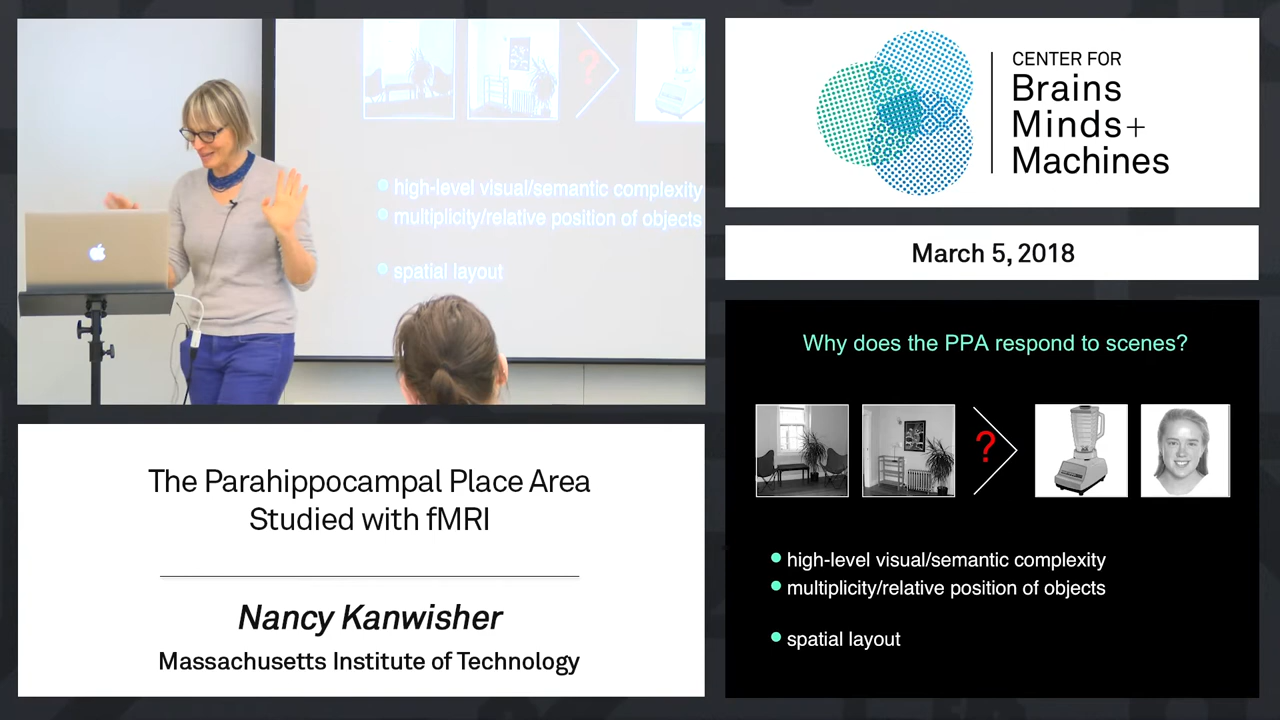 high-level visual/semantic complexity
multiplicity/relative position of objects
spatial layout
?
The Parahippocampal Place Area
Studied with fMRI
Nancy Kanwisher
Massachusetts Institute of Technology
CENTER FOR
Brains
Minds+
Machines
March 5, 2018
Why does the PPA respond to scenes?
?
high-level visual/semantic complexity
multiplicity/relative position of objects
spatial layout